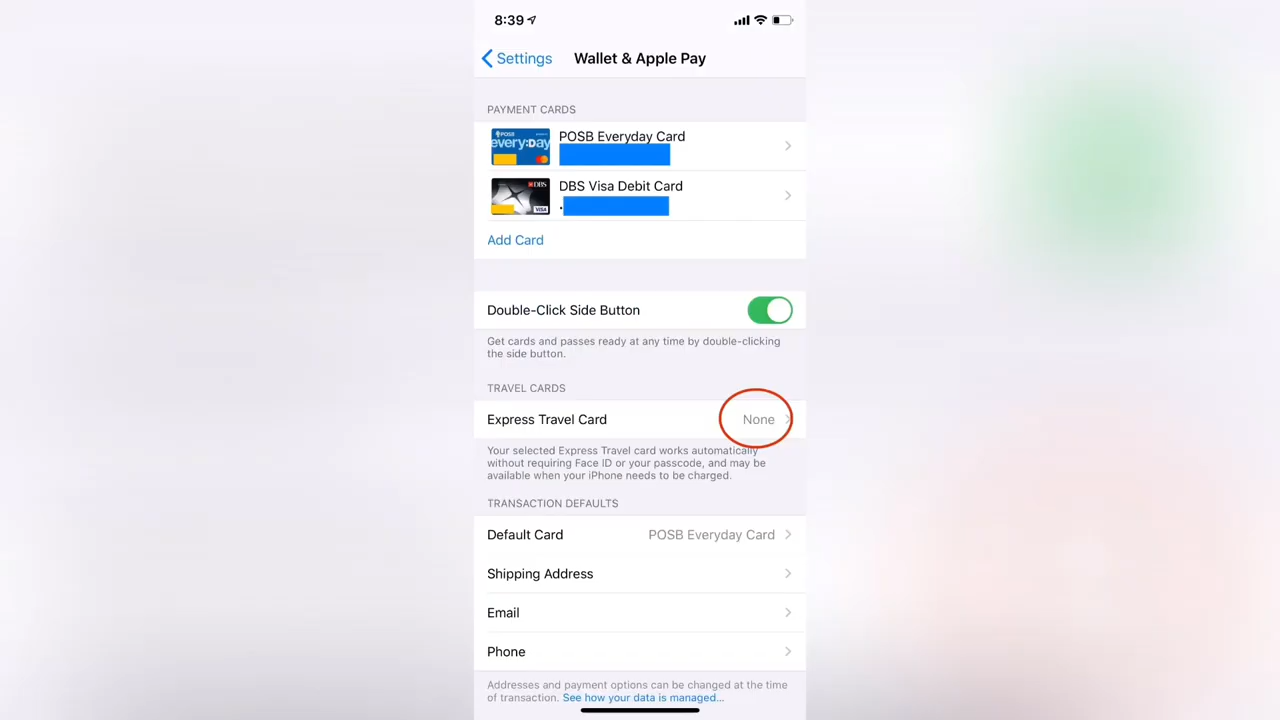 8:39
Settings
Wallet & Apple Pay
PAYMENT CARDS
POSB
everyday
POSB Everyday Card
DBS
VISA
DBS Visa Debit Card
Add Card
Double-Click Side Button
Get cards and passes ready at any time by double-clicking
the side button.
TRAVEL CARDS
Express Travel Card
None
Your selected Express Travel card works automatically
without requiring Face ID or your passcode, and may be
available when your iPhone needs to be charged.
TRANSACTION DEFAULTS
Default Card
POSB Everyday Card
Shipping Address
Email
Phone
Addresses and payment options can be changed at the time
of transaction. See how your data is managed...